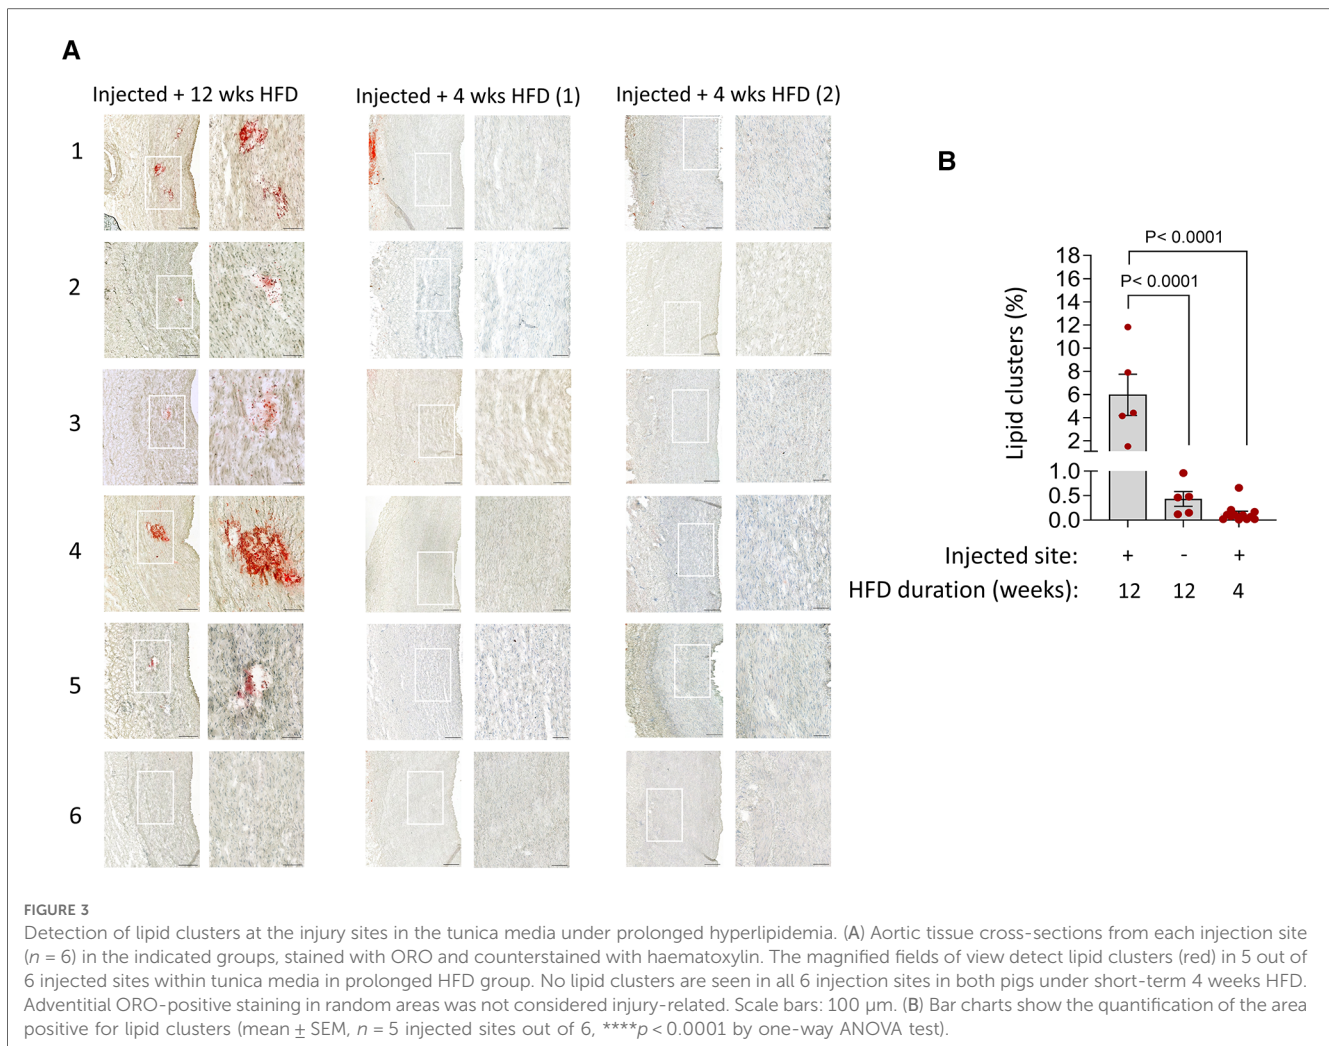 A
Injected + 12 wks HFD
Injected + 4 wks HFD (1)
Injected + 4 wks HFD (2)
1
2
3
4
5
6
B
P< 0.0001
P< 0.0001
Lipid clusters (%)
18
16
14
12
10
8
6
4
2
1.0
0.5
0.0
Injected site: + - +
HFD duration (weeks): 12 12 4
FIGURE 3
Detection of lipid clusters at the injury sites in the tunica media under prolonged hyperlipidemia. (A) Aortic tissue cross-sections from each injection site
(n = 6) in the indicated groups, stained with ORO and counterstained with haematoxylin. The magnified fields of view detect lipid clusters (red) in 5 out of
6 injected sites within tunica media in prolonged HFD group. No lipid clusters are seen in all 6 injection sites in both pigs under short-term 4 weeks HFD.
Adventitial ORO-positive staining in random areas was not considered injury-related. Scale bars: 100 μm. (B) Bar charts show the quantification of the area
positive for lipid clusters (mean ± SEM, n = 5 injected sites out of 6, ****p < 0.0001 by one-way ANOVA test).